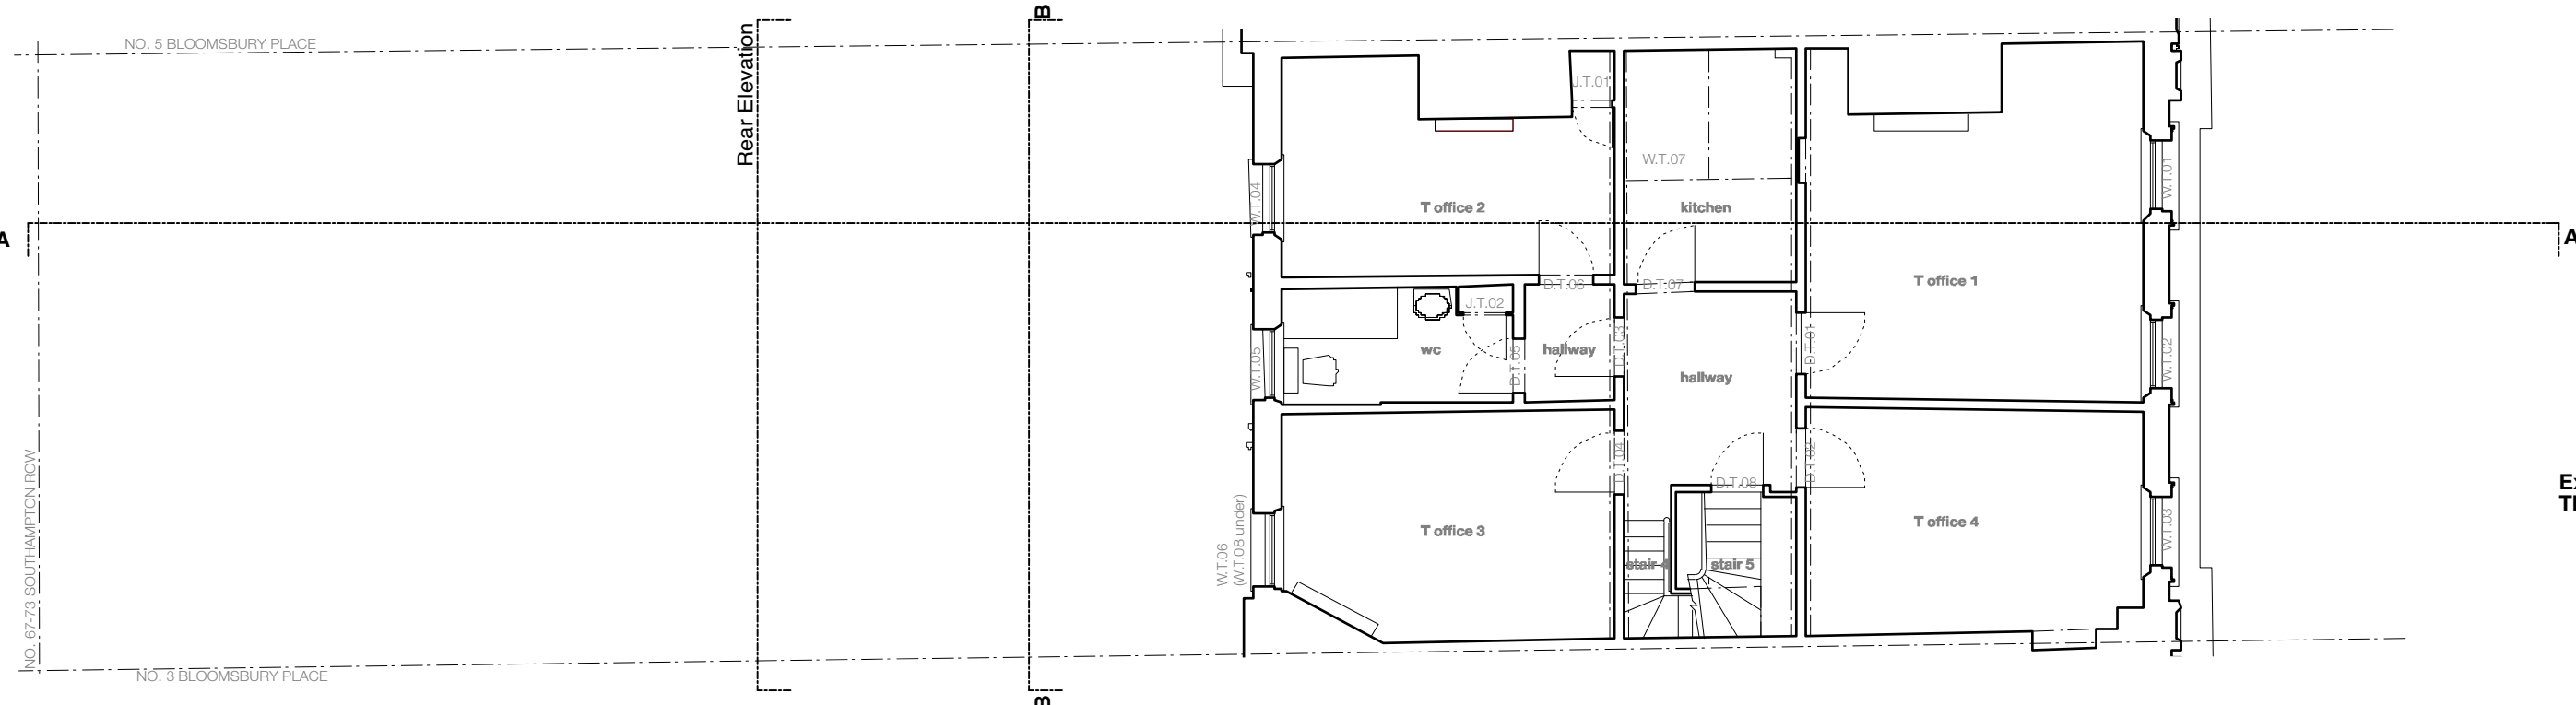 B
NO. 5 BLOOMSBURY PLACE
Rear Elevation
J.T.01
W.T.07
W.T.01
W.T.04
T office 2
kitchen
A
A
T office 1
D.T.06
D.T.07
J.T.02
wc
hallway
D.T.03
D.T.05
D.T.01
W.T.05
W.T.02
hallway
D.T.04
D.T.02
D.T.08
NO. 67-73 SOUTHAMPTON ROW
W.T.06
(W.T.08 under)
T office 3
T office 4
W.T.03
stair 4
stair 5
NO. 3 BLOOMSBURY PLACE
B